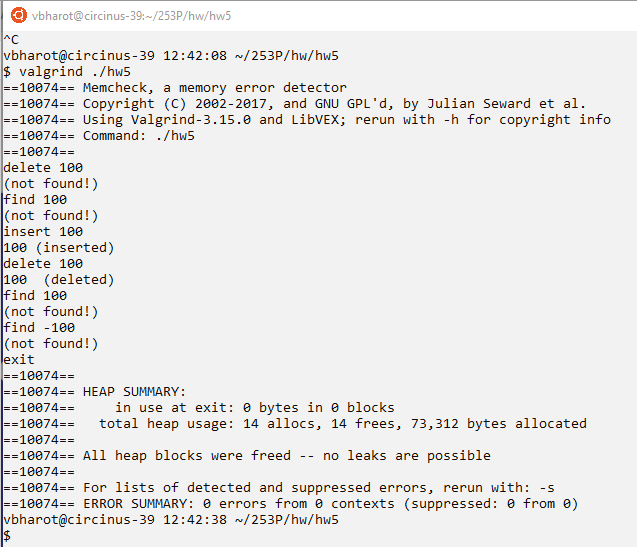 vbharot@circinus-39:~/253P/hw/hw5
^C
vbharot@circinus-39 12:42:08 ~/253P/hw/hw5
$ valgrind ./hw5
==10074== Memcheck, a memory error detector
==10074== Copyright (C) 2002-2017, and GNU GPL'd, by Julian Seward et al.
==10074== Using Valgrind-3.15.0 and LibVEX; rerun with -h for copyright info
==10074== Command: ./hw5
==10074==
delete 100
(not found!)
find 100
(not found!)
insert 100
100 (inserted)
delete 100
100  (deleted)
find 100
(not found!)
find -100
(not found!)
exit
==10074==
==10074== HEAP SUMMARY:
==10074==     in use at exit: 0 bytes in 0 blocks
==10074==   total heap usage: 14 allocs, 14 frees, 73,312 bytes allocated
==10074==
==10074== All heap blocks were freed -- no leaks are possible
==10074==
==10074== For lists of detected and suppressed errors, rerun with: -s
==10074== ERROR SUMMARY: 0 errors from 0 contexts (suppressed: 0 from 0)
vbharot@circinus-39 12:42:38 ~/253P/hw/hw5
$